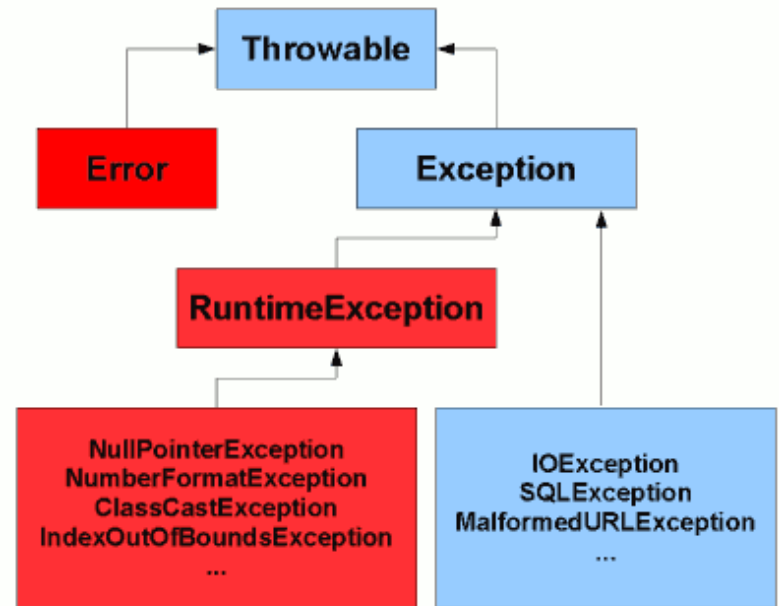 Throwable
Error
Exception
RuntimeException
NullPointerException
NumberFormatException
ClassCastException
IndexOutOfBoundsException
...
IOException
SQLException
MalformedURLException
...